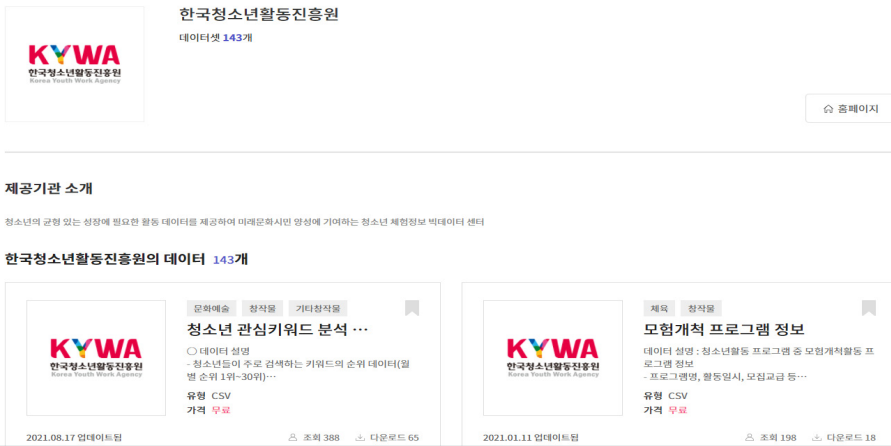 한국청소년활동진흥원
데이터셋 143개
KYWA
한국청소년활동진흥원
Korea Youth Work Agency
홈페이지
제공기관 소개
청소년의 균형 있는 성장에 필요한 활동 데이터를 제공하여 미래문화시민 양성에 기여하는 청소년 체험정보 빅데이터 센터
한국청소년활동진흥원의 데이터 143개
KYWA
한국청소년활동진흥원
Korea Youth Work Agency
문화예술 창작물 기타창작물
청소년 관심키워드 분석 …
○ 데이터 설명
- 청소년들이 주로 검색하는 키워드의 순위 데이터(월
별 순위 1위~30위)…
유형 CSV
가격 무료
2021.08.17 업데이트됨 조회 388 다운로드 65
KYWA
한국청소년활동진흥원
Korea Youth Work Agency
체육 창작물
모험개척 프로그램 정보
데이터 설명 : 청소년활동 프로그램 중 모험개척활동 프
로그램 정보
- 프로그램명, 활동일시, 모집교급 등…
유형 CSV
가격 무료
2021.01.11 업데이트됨 조회 198 다운로드 18